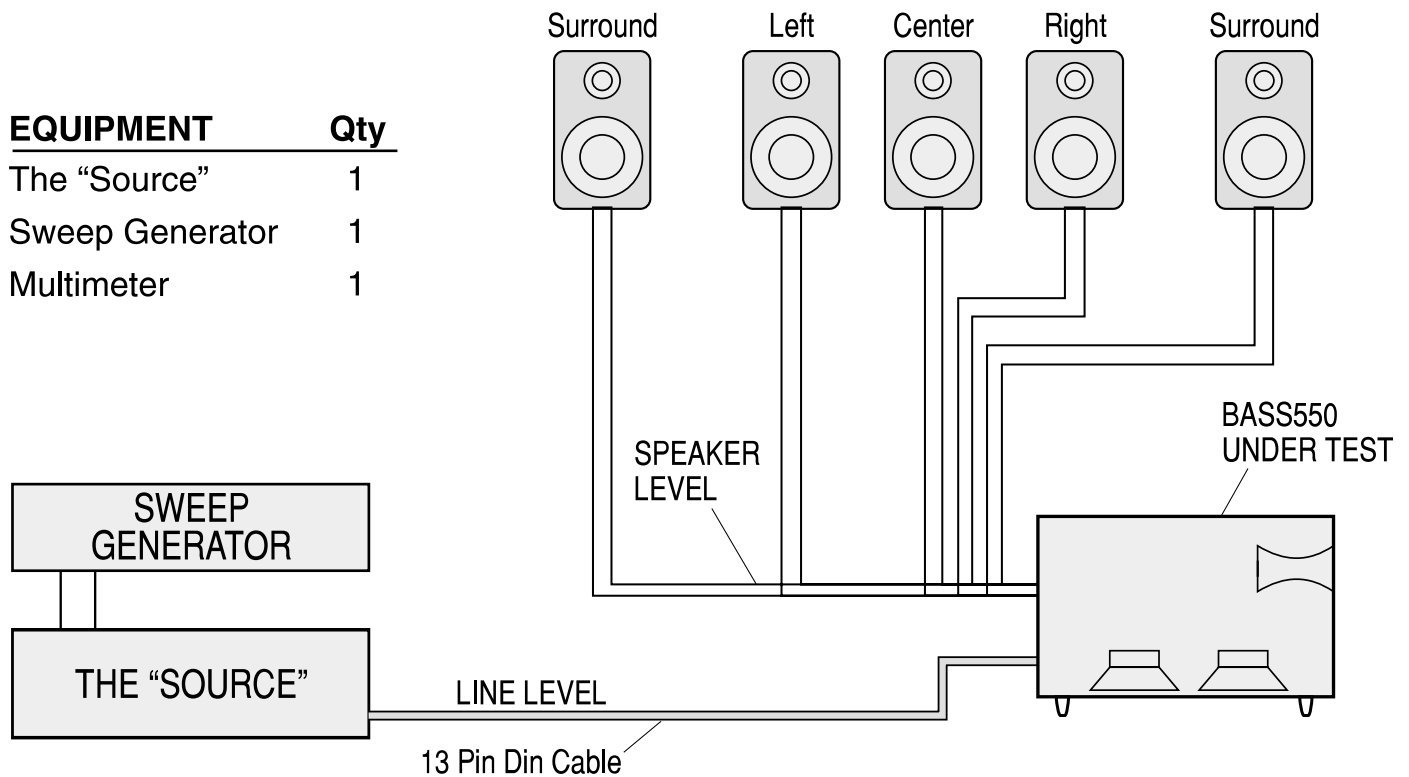 Surround Left Center Right Surround
EQUIPMENT Qty
The “Source” 1
Sweep Generator 1
Multimeter 1
BASS550
UNDER TEST
SPEAKER
LEVEL
SWEEP
GENERATOR
THE “SOURCE”
LINE LEVEL
13 Pin Din Cable